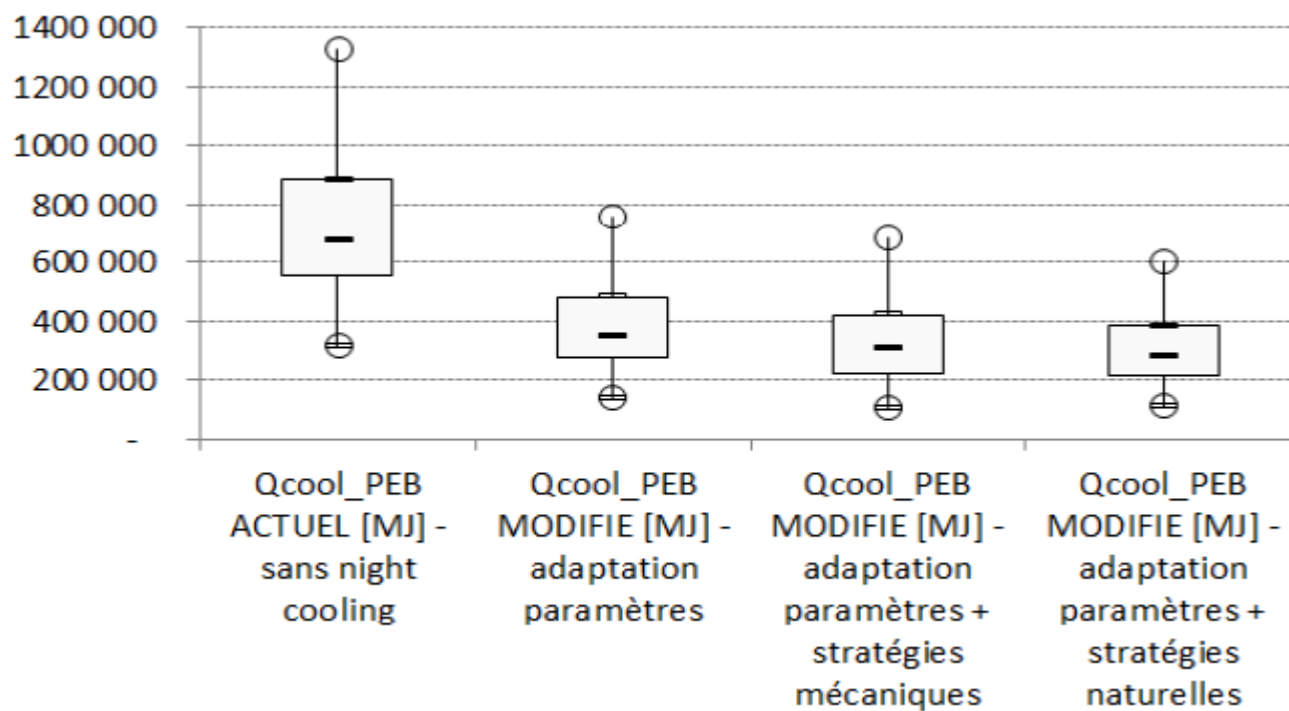 1400 000
1200 000
1000 000
800 000
600 000
400 000
200 000
-
Qcool_PEB
ACTUEL [MJ] -
sans night
cooling
Qcool_PEB
MODIFIE [MJ] -
adaptation
paramètres
Qcool_PEB
MODIFIE [MJ] -
adaptation
paramètres +
stratégies
mécaniques
Qcool_PEB
MODIFIE [MJ] -
adaptation
paramètres +
stratégies
naturelles